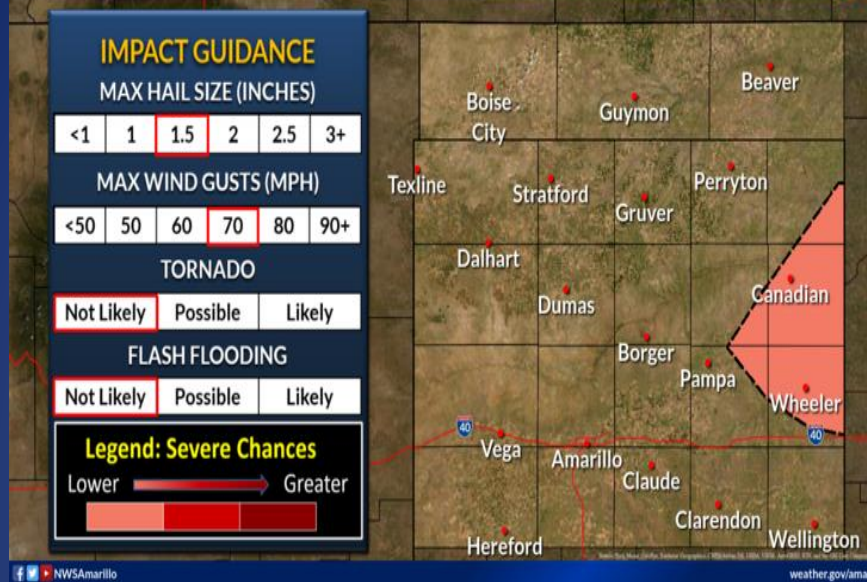 IMPACT GUIDANCE
MAX HAIL SIZE (INCHES)
<1 1 1.5 2 2.5 3+
MAX WIND GUSTS (MPH)
<50 50 60 70 80 90+
TORNADO
Not Likely Possible Likely
FLASH FLOODING
Not Likely Possible Likely
Legend: Severe Chances
Lower Greater
Boise City
Guymon
Beaver
Texline
Stratford
Gruver
Perryton
Dalhart
Dumas
Canadian
Borger
Pampa
Wheeler
40
Vega
Amarillo
40
Claude
Clarendon
Hereford
Wellington
NWSAmarillo
weather.gov/ama